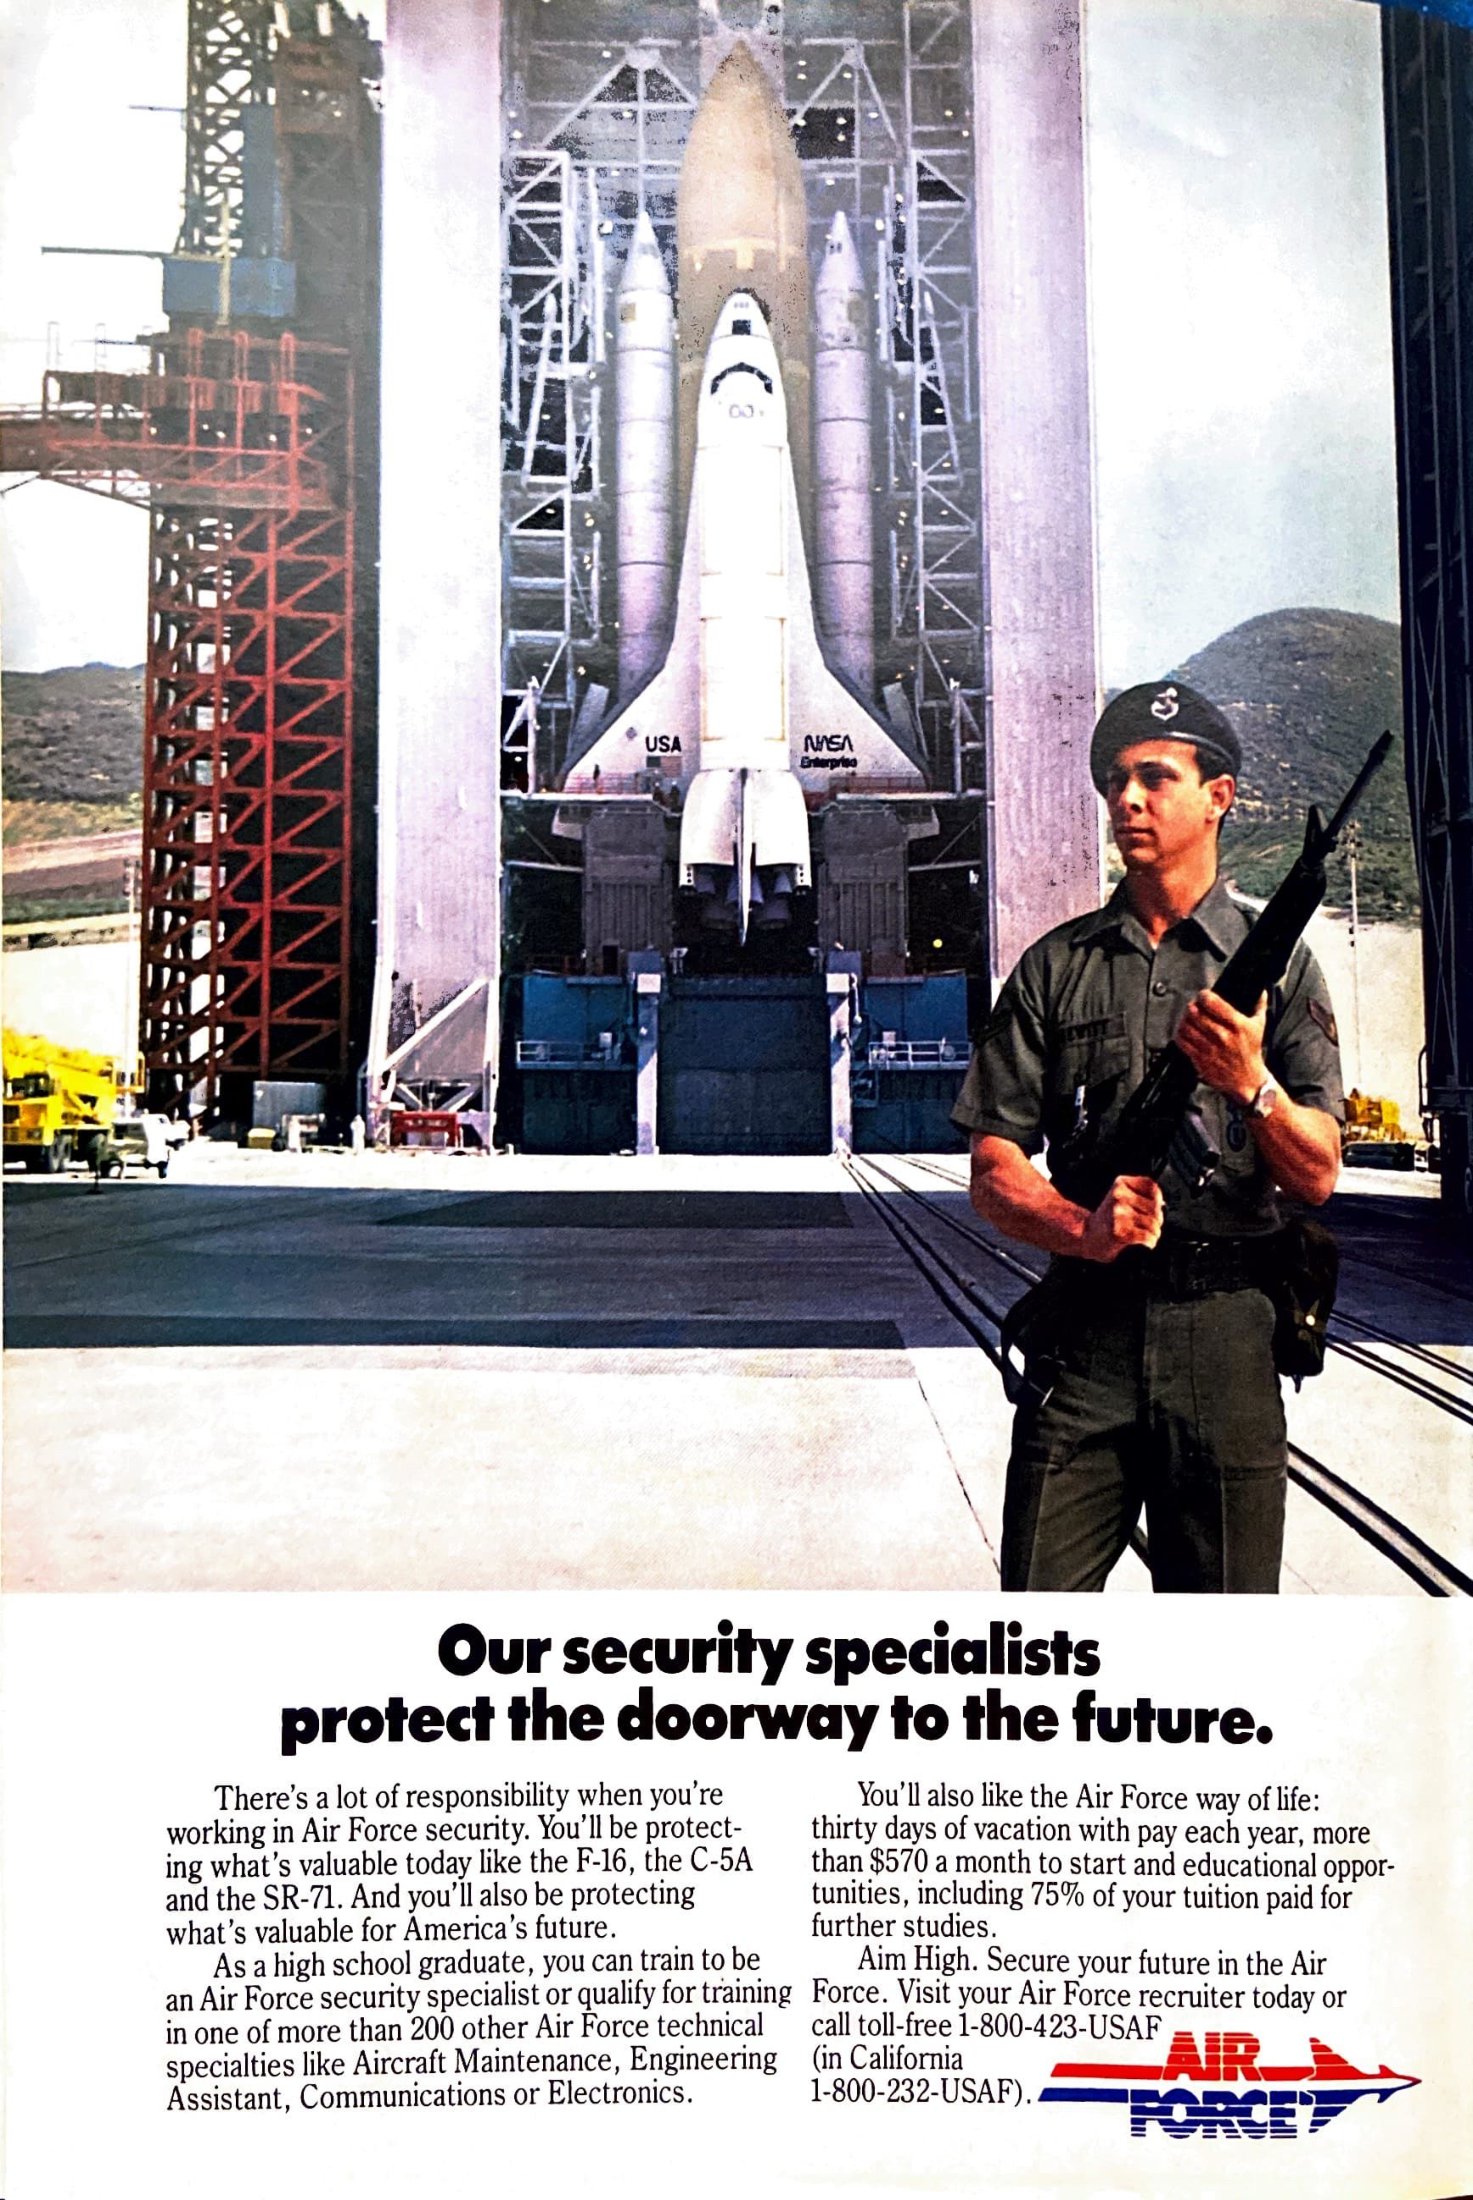 USA
NASA
Enterprise
Our security specialists
protect the doorway to the future.
There's a lot of responsibility when you're
working in Air Force security. You'll be protect-
ing what's valuable today like the F-16, the C-5A
and the SR-71. And you'll also be protecting
what's valuable for America's future.
As a high school graduate, you can train to be
an Air Force security specialist or qualify for training
in one of more than 200 other Air Force technical
specialties like Aircraft Maintenance, Engineering
Assistant, Communications or Electronics.
You'll also like the Air Force way of life:
thirty days of vacation with pay each year, more
than $570 a month to start and educational oppor-
tunities, including 75% of your tuition paid for
further studies.
Aim High. Secure your future in the Air
Force. Visit your Air Force recruiter today or
call toll-free 1-800-423-USAF
(in California
1-800-232-USAF).
AIR
FORCE